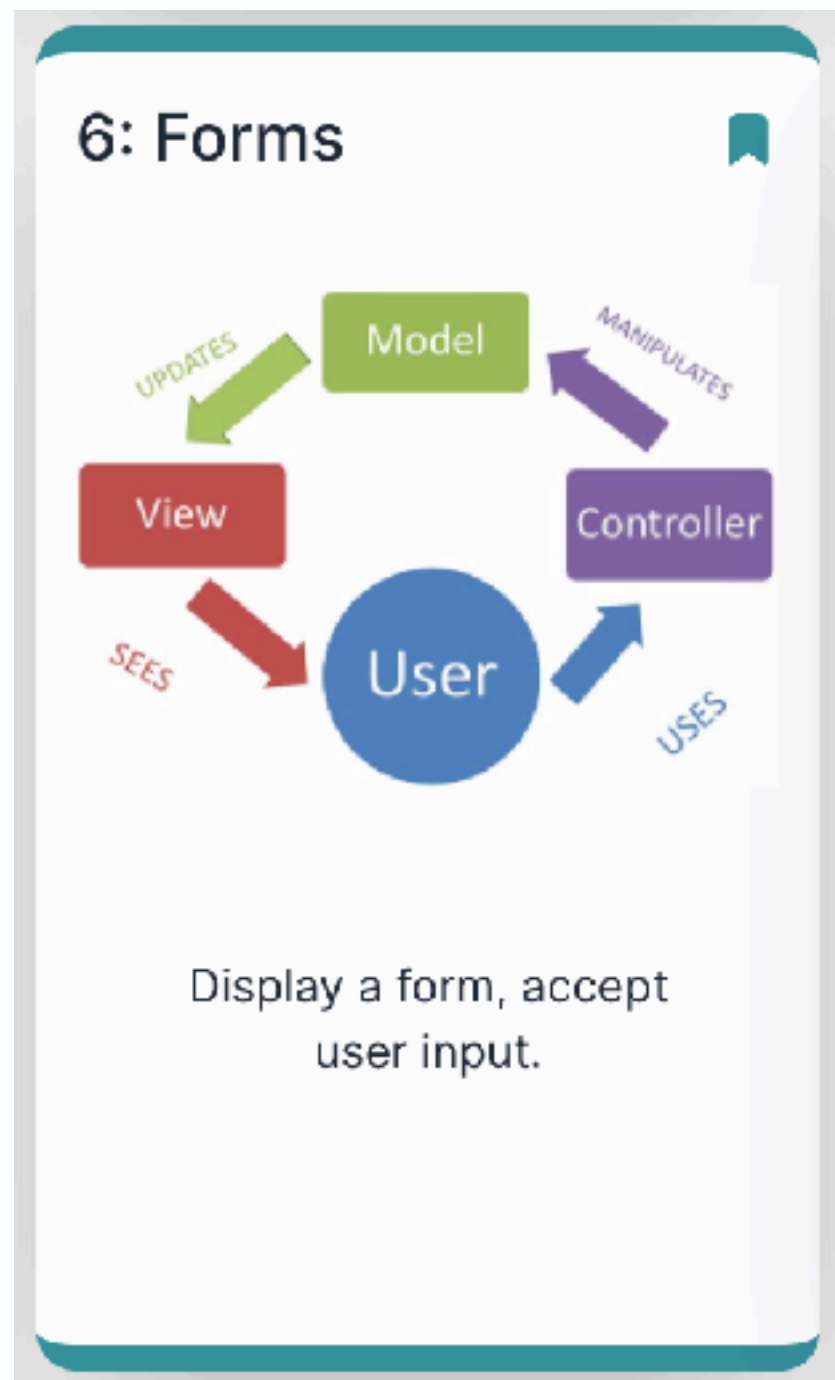 6: Forms
Model
UPDATES
MANIPULATES
View
Controller
User
SEES
USES
Display a form, accept
user input.